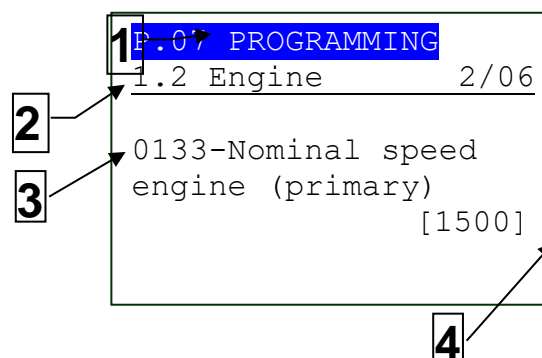 1
P.07 PROGRAMMING
1.2 Engine 2/06
2
0133-Nominal speed
3
engine (primary)
[1500]
4